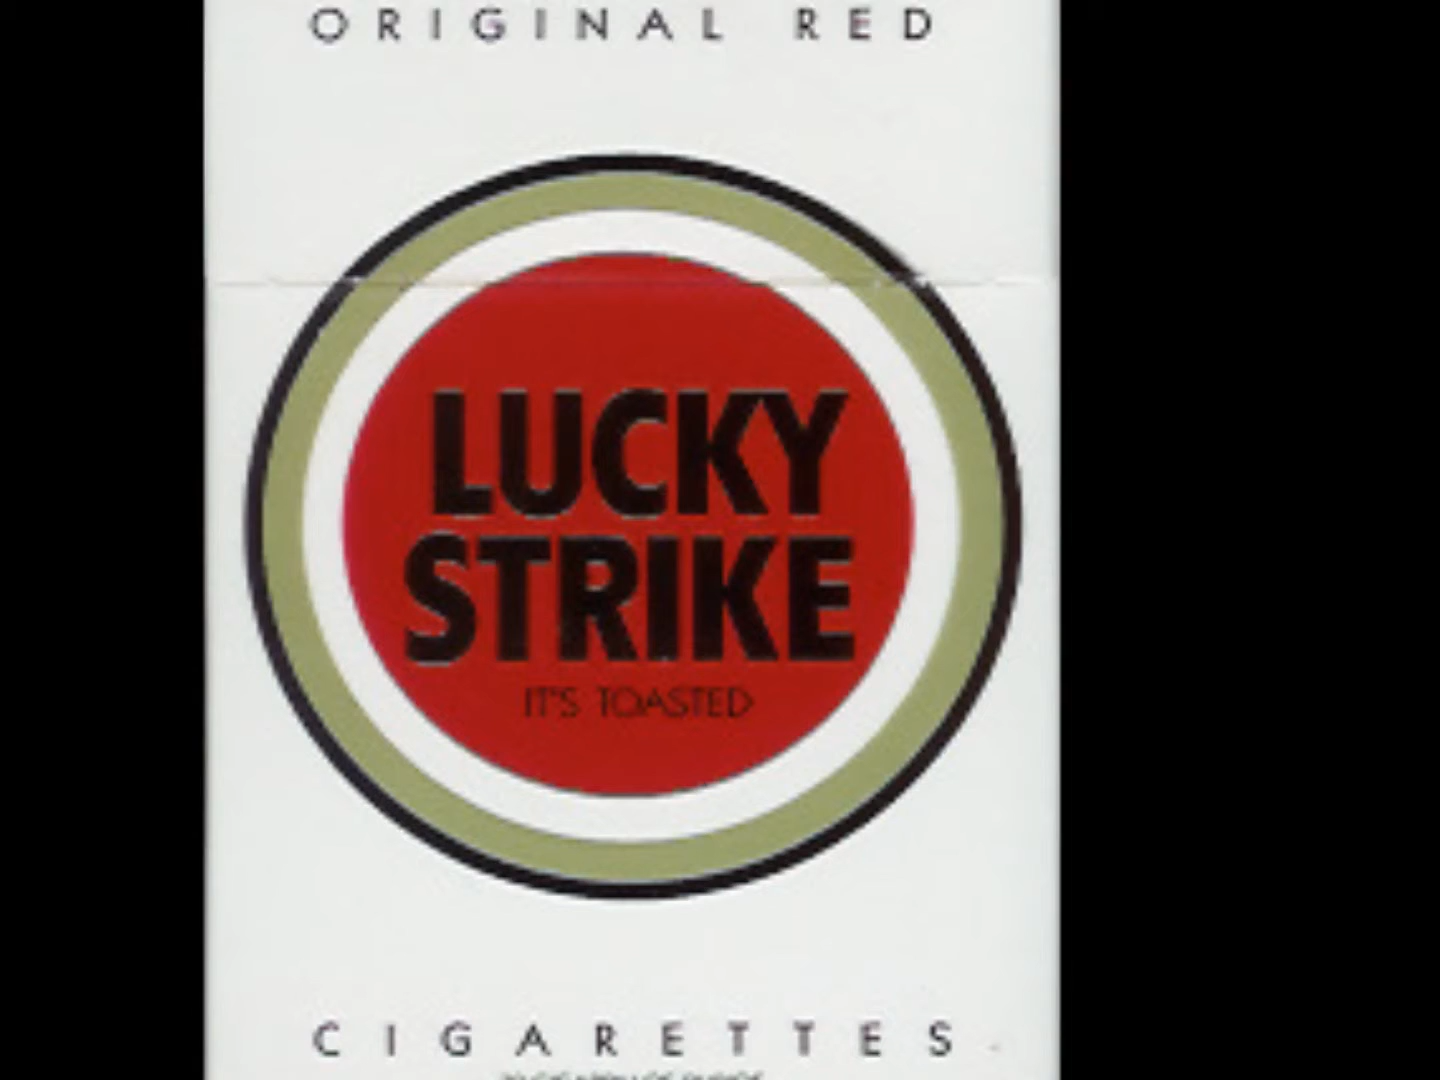 ORIGINAL RED
LUCKY
STRIKE
IT'S TOASTED
CIGARETTES